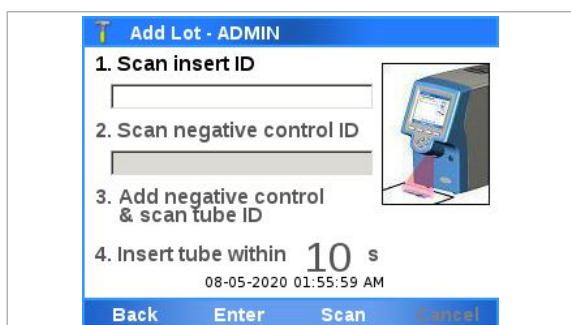 Add Lot - ADMIN
1. Scan insert ID
2. Scan negative control ID
3. Add negative control
& scan tube ID
4. Insert tube within 10 s
08-05-2020 01:55:59 AM
Back Enter Scan Cancel